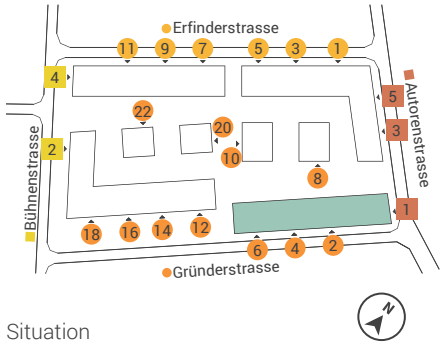 Erfinderstrasse
11 9 7 5 3 1
4
5
Autorenstrasse
22
20
3
2
10
8
Bühnenstrasse
18 16 14 12
1
6 4 2
Gründerstrasse
N
Situation